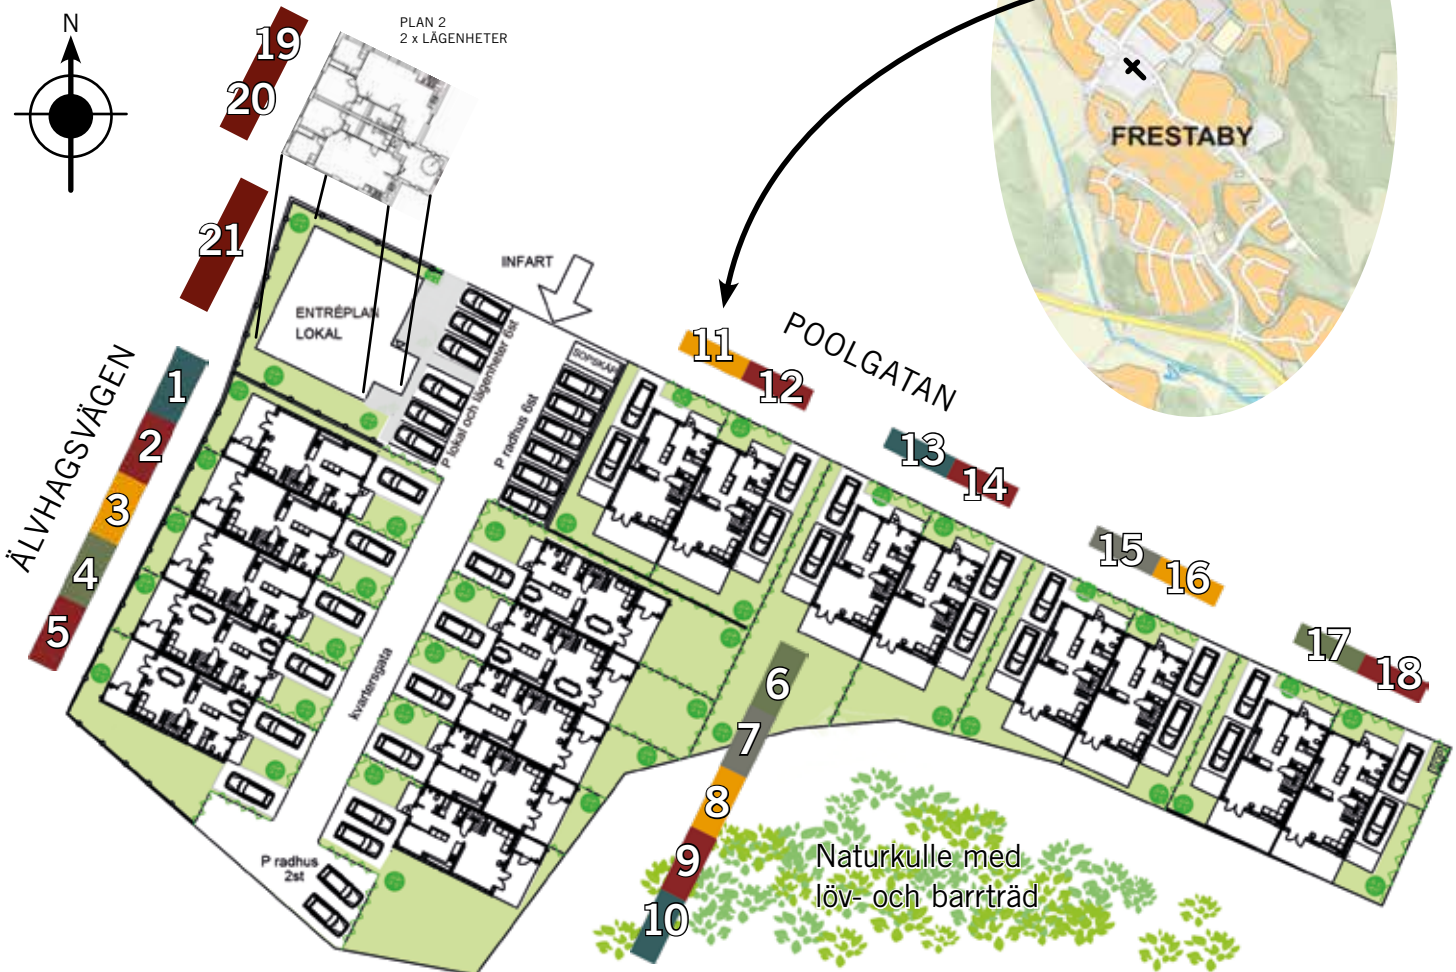 N
PLAN 2
2 x LÄGENHETER
19
20
21
FRESTABY
INFART
ENTRÉPLAN
LOKAL
P lokal och lägenheter 6st
SOPSKÅP
P radhus 6st
POOLGATAN
ÄLVHAGSVÄGEN
1
2
3
4
5
11
12
13
14
15
16
17
18
kvartersgata
6
7
8
9
10
P radhus
2st
Naturkulle med
löv- och barrträd